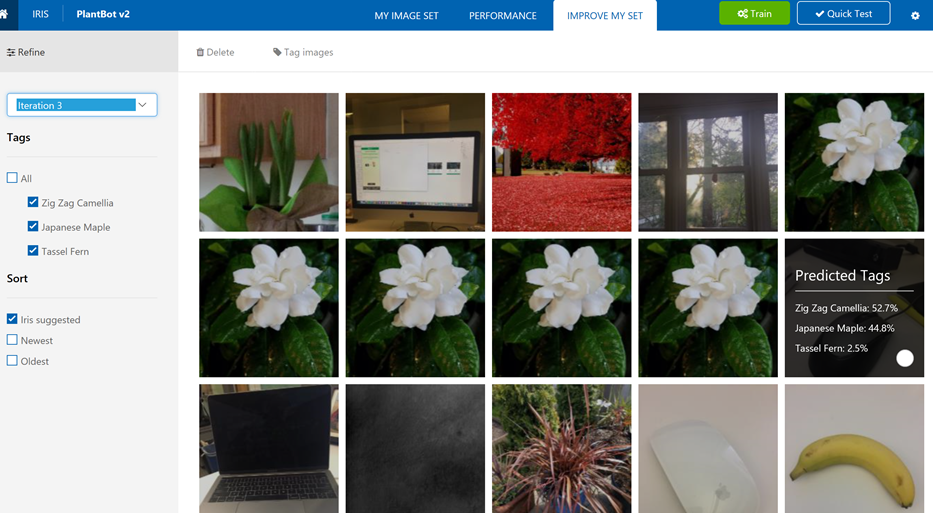 IRIS
PlantBot v2
MY IMAGE SET
PERFORMANCE
IMPROVE MY SET
Train
Quick Test
Refine
Delete
Tag images
Iteration 3
Tags
All
Zig Zag Camellia
Japanese Maple
Tassel Fern
Sort
Iris suggested
Newest
Oldest
Predicted Tags
Zig Zag Camellia: 52.7%
Japanese Maple: 44.8%
Tassel Fern: 2.5%